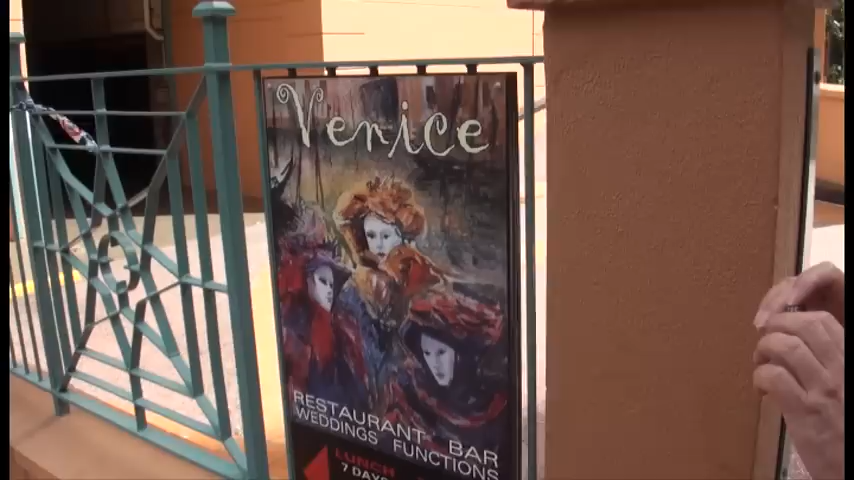 Venice
RESTAURANT BAR
WEDDINGS FUNCTIONS
LUNCH
7 DAYS